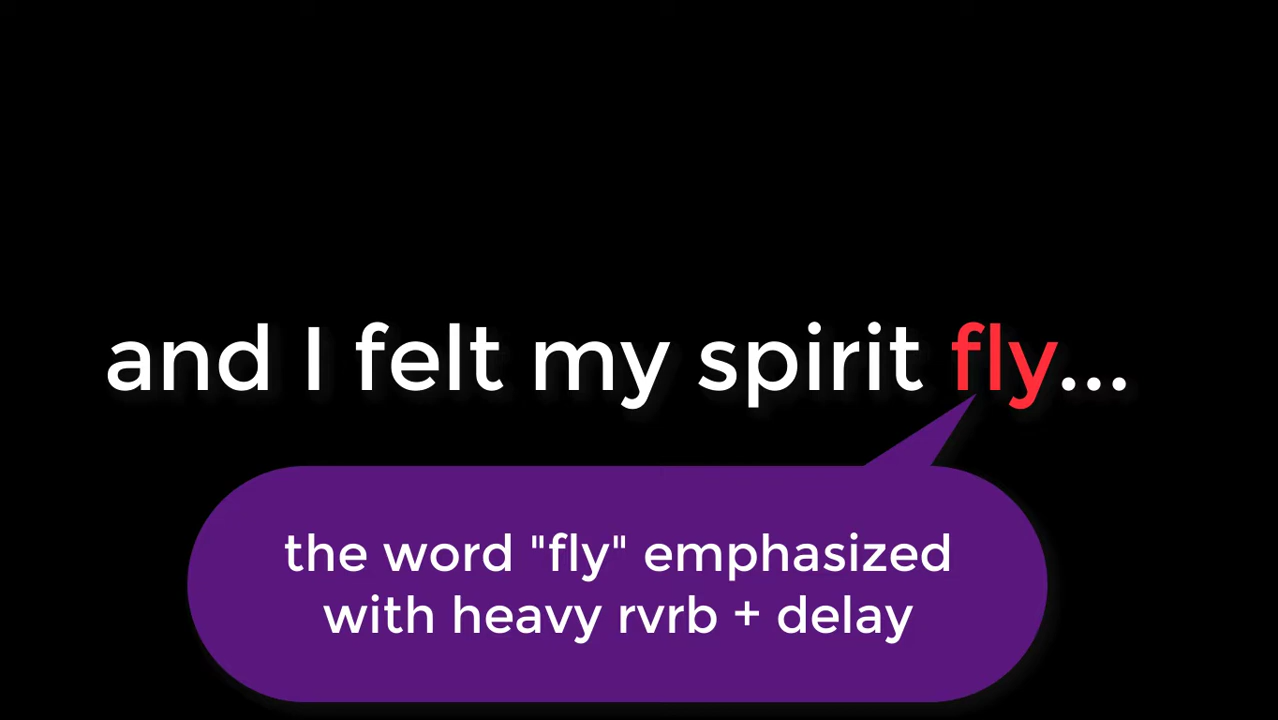 and I felt my spirit fly...
the word "fly" emphasized
with heavy rvrb + delay